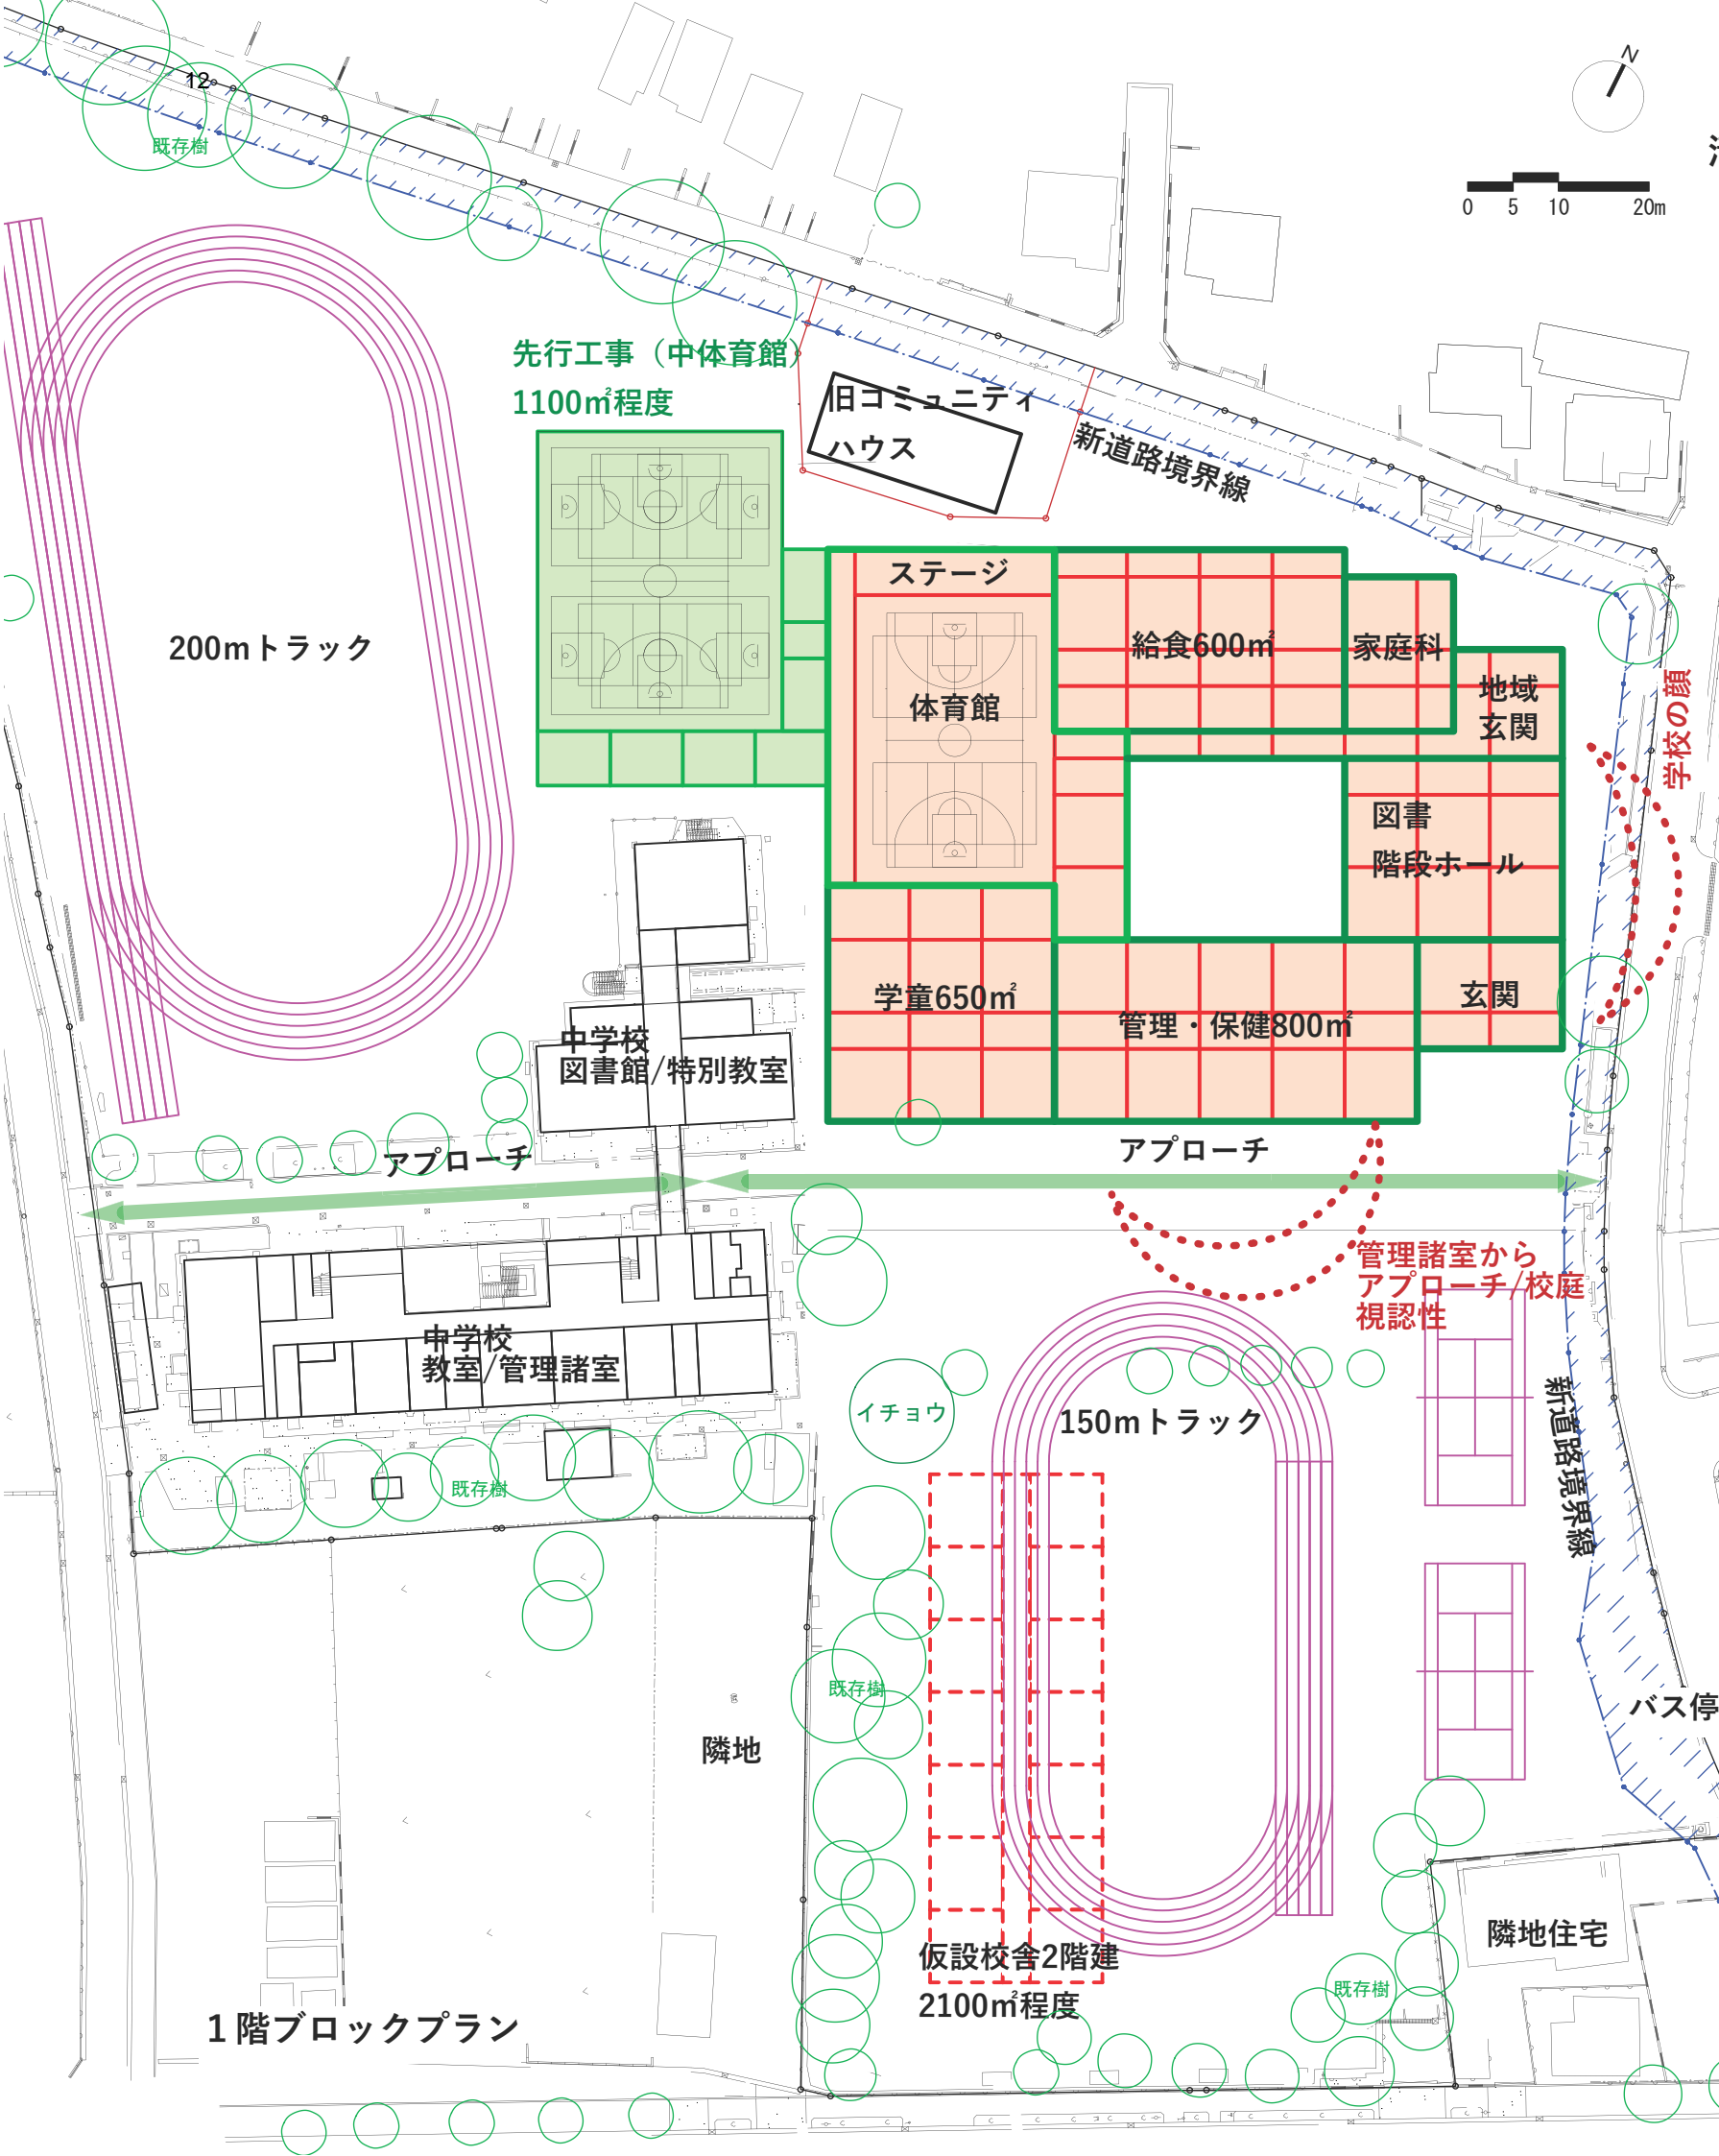 N
0 5 10 20m
12
既存樹
先行工事（中体育館）
1100㎡程度
旧コミュニティ
ハウス
新道路境界線
200mトラック
ステージ
体育館
給食600㎡
家庭科
地域
玄関
学校の顔
図書
階段ホール
学童650㎡
管理・保健800㎡
玄関
中学校
図書館/特別教室
アプローチ
アプローチ
管理諸室から
アプローチ/校庭
視認性
中学校
教室/管理諸室
イチョウ
150mトラック
新道路境界線
既存樹
既存樹
バス停
隣地
隣地住宅
仮設校舎2階建
2100㎡程度
既存樹
1階ブロックプラン